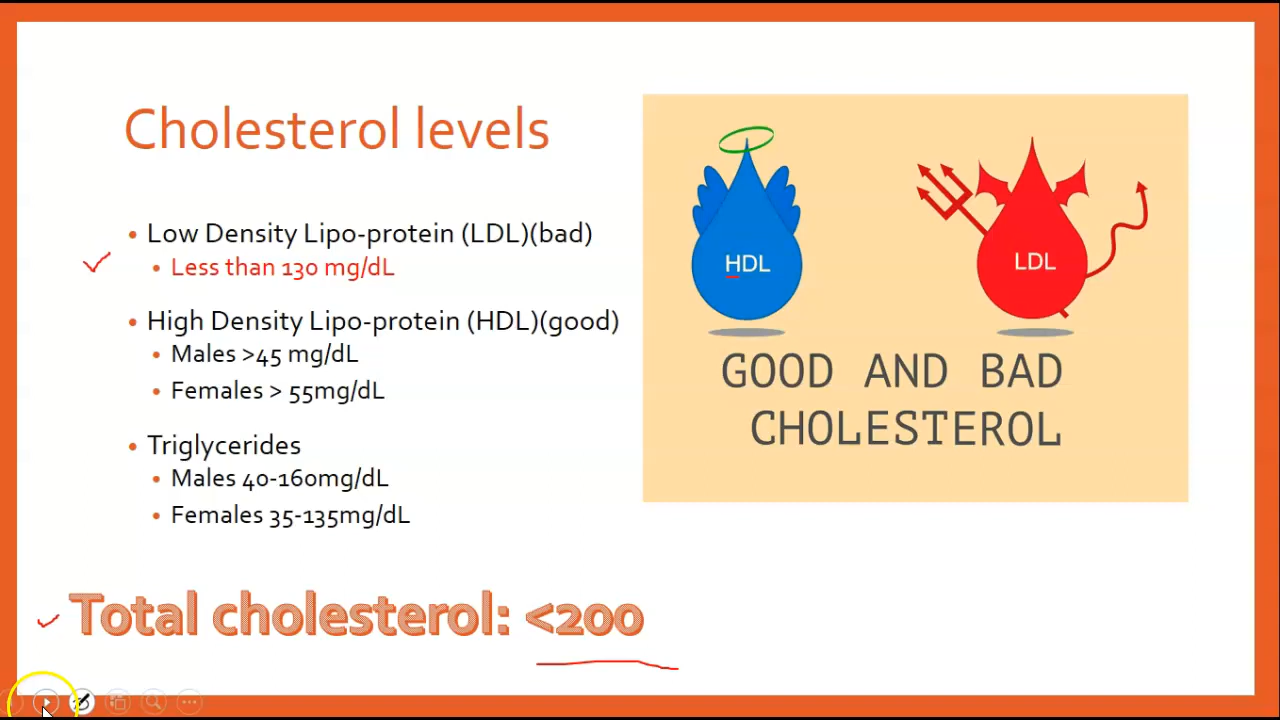 Cholesterol levels
• Low Density Lipo-protein (LDL)(bad)
• Less than 130 mg/dL
• High Density Lipo-protein (HDL)(good)
• Males >45 mg/dL
• Females > 55mg/dL
• Triglycerides
• Males 40-160mg/dL
• Females 35-135mg/dL
Total cholesterol: <200
HDL
LDL
GOOD AND BAD
CHOLESTEROL